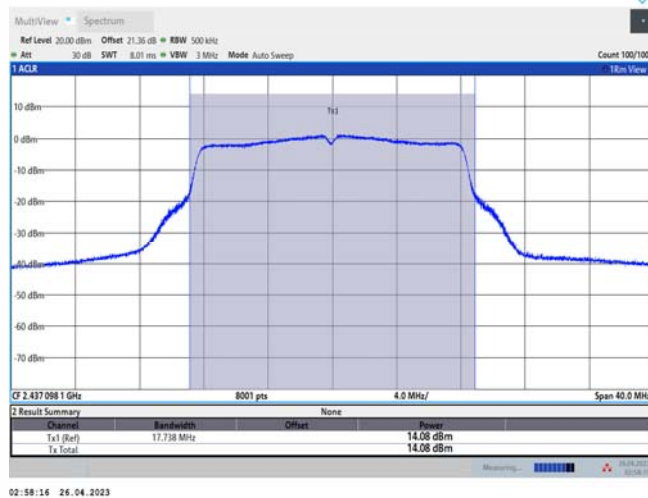 MultiView Spectrum
Ref Level 20.00 dBm Offset 21.36 dB RBW 500 kHz
Att 30 dB SWT 8.01 ms VBW 3 MHz Mode Auto Sweep Count 100/100
1 ACLR 1Rm View
Tx1
10 dBm
0 dBm
-10 dBm
-20 dBm
-30 dBm
-40 dBm
-50 dBm
-60 dBm
-70 dBm
CF 2.437 098 1 GHz 8001 pts 4.0 MHz/ Span 40.0 MHz
2 Result Summary None
Channel Bandwidth Offset Power
Tx1 (Ref) 17.738 MHz 14.08 dBm
Tx Total 14.08 dBm
Measuring... 26.04.2023
02:58:16 26.04.2023